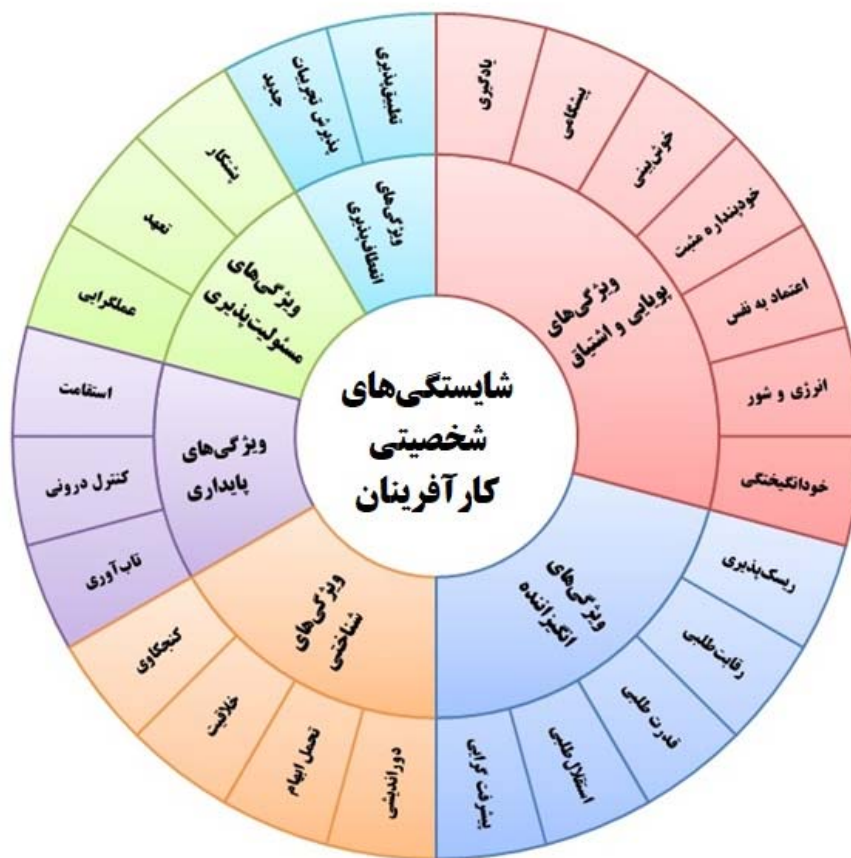 شایستگی‌های
شخصیتی
کارآفرینان
ویژگی‌های
پویایی و اشتیاق
یادگیری
پیشگامی
خوش‌بینی
خودپنداره مثبت
اعتماد به نفس
انرژی و شور
خودانگیختگی
ویژگی‌های
انگیزاننده
ریسک‌پذیری
رقابت‌طلبی
قدرت طلبی
استقلال طلبی
پیشرفت گرایی
ویژگی‌های
شناختی
دوراندیشی
تحمل ابهام
خلاقیت
کنجکاوی
ویژگی‌های
پایداری
تاب‌آوری
کنترل درونی
استقامت
ویژگی‌های
مسئولیت‌پذیری
عملگرایی
تعهد
پشتکار
ویژگی‌های
انعطاف‌پذیری
پذیرش تجربیات
جدید
تطبیق‌پذیری